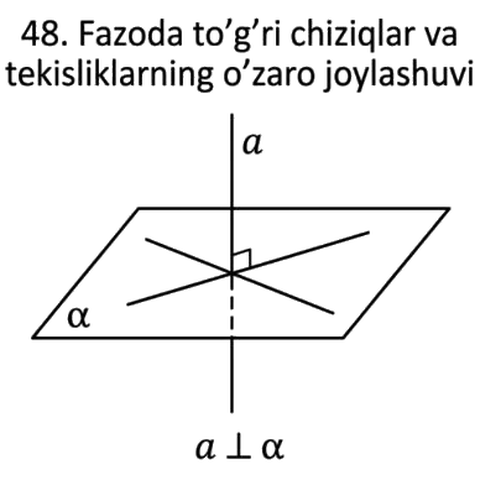 48. Fazoda to’g’ri chiziqlar va
tekisliklarning o’zaro joylashuvi
a
α
a ⊥ α